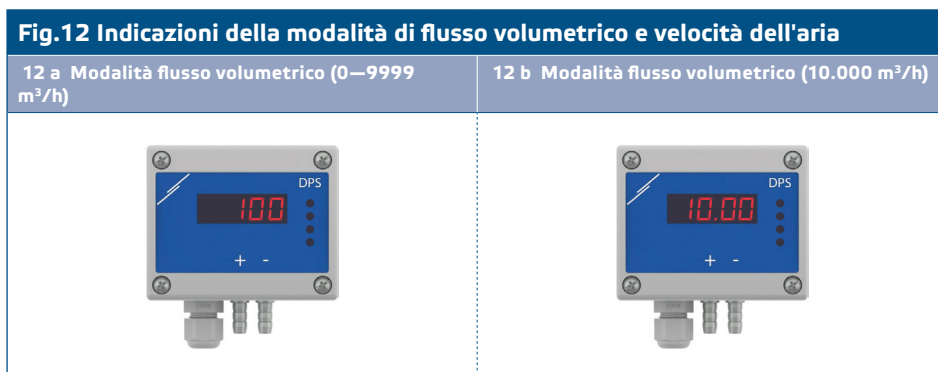 Fig.12 Indicazioni della modalità di flusso volumetrico e velocità dell'aria
12 a Modalità flusso volumetrico (0—9999
m³/h)
12 b Modalità flusso volumetrico (10.000 m³/h)
DPS
100
+ -
DPS
10.00
+ -